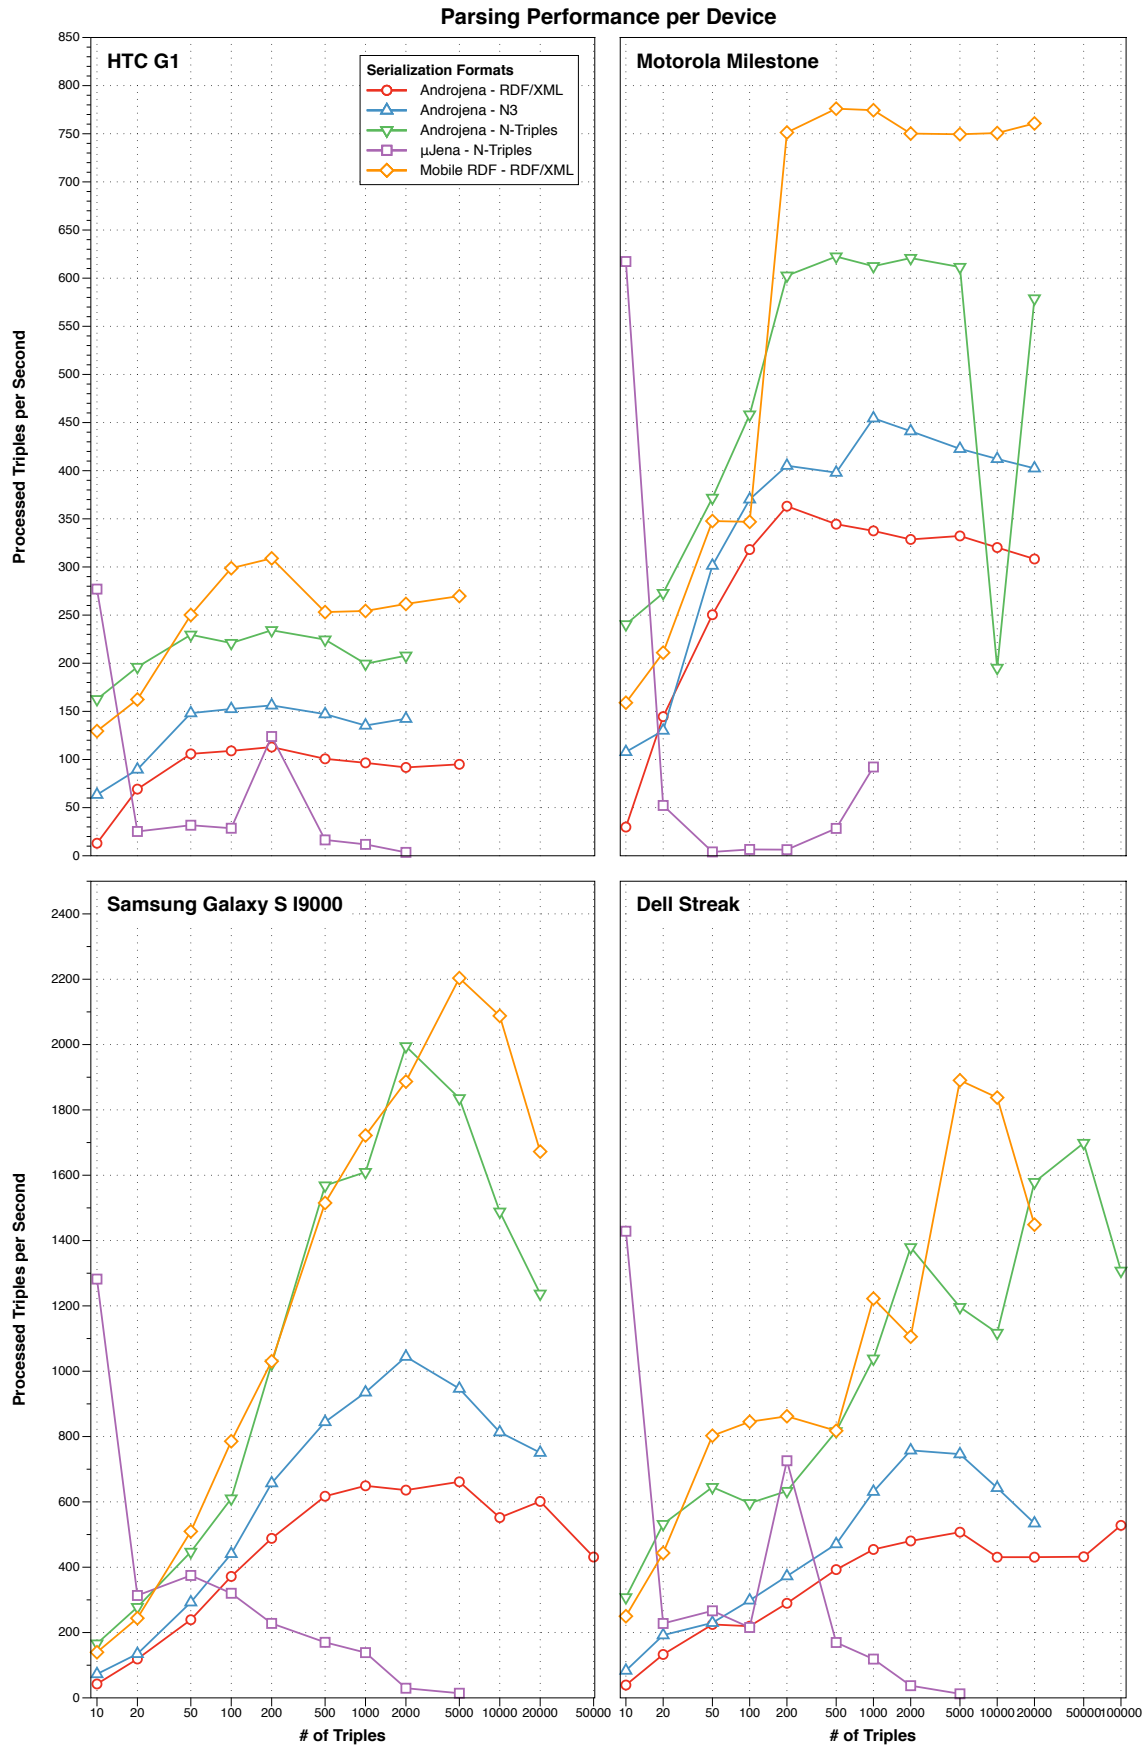 Parsing Performance per Device
HTC G1
Serialization Formats
Androjena - RDF/XML
Androjena - N3
Androjena - N-Triples
µJena - N-Triples
Mobile RDF - RDF/XML
Motorola Milestone
Processed Triples per Second
850
800
750
700
650
600
550
500
450
400
350
300
250
200
150
100
50
0
Samsung Galaxy S I9000
Dell Streak
Processed Triples per Second
2400
2200
2000
1800
1600
1400
1200
1000
800
600
400
200
0
10 20 50 100 200 500 1000 2000 5000 10000 20000 50000
10 20 50 100 200 500 1000 2000 5000 10000 20000 50000 100000
# of Triples
# of Triples